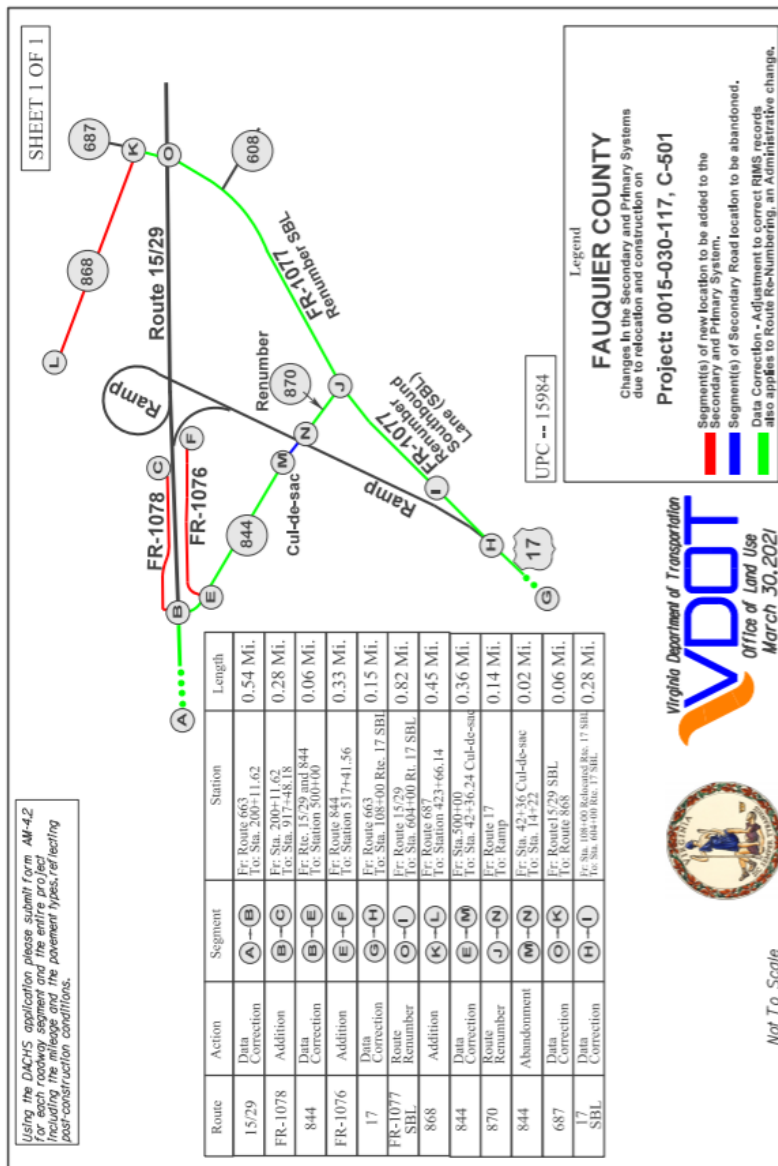 Using the DACHS application please submit form AM-4.2
for each roadway segment and the entire project
including the mileage and the pavement types, reflecting
post-construction conditions.
SHEET 1 OF 1
Route Action Segment Station Length
15/29 Data Correction A-B Fr: Route 663 To: Sta. 200+11.62 0.54 Mi.
FR-1078 Addition B-C Fr: Sta. 200+11.62 To: Sta. 917+48.18 0.28 Mi.
844 Data Correction B-E Fr: Rte. 15/29 and 844 To: Station 500+00 0.06 Mi.
FR-1076 Addition E-F Fr: Route 844 To: Station 517+41.56 0.33 Mi.
17 Data Correction G-H Fr: Route 663 To: Sta. 108+00 Rte. 17 SBL 0.15 Mi.
FR-1077 SBL Route Renumber O-I Fr: Route 15/29 To: Sta. 604+00 Rt. 17 SBL 0.82 Mi.
868 Addition K-L Fr: Route 687 To: Station 423+66.14 0.45 Mi.
844 Data Correction E-M Fr: Sta.500+00 To: Sta. 42+36.24 Cul-de-sac 0.36 Mi.
870 Route Renumber J-N Fr: Route 17 To: Ramp 0.14 Mi.
844 Abandonment M-N Fr: Sta. 42+36 Cul-de-sac To: Sta. 14+22 0.02 Mi.
687 Data Correction O-K Fr: Route15/29 SBL To: Route 868 0.06 Mi.
17 SBL Data Correction H-I Fr: Sta. 108+00 Relocated Rte. 17 SBL To: Sta. 604+00 Rte. 17 SBL 0.28 Mi.
A
B
C
FR-1078
FR-1076
E
F
Ramp
Route 15/29
L
868
K
687
O
608
FR-1077
Renumber SBL
844
M
N
Cul-de-sac
Renumber
870
J
FR-1077
Renumber
Southbound
Lane (SBL)
Ramp
I
H
17
G
UPC -- 15984
Legend
FAUQUIER COUNTY
Changes in the Secondary and Primary Systems
due to relocation and construction on
Project: 0015-030-117, C-501
Segment(s) of new location to be added to the
Secondary and Primary System.
Segment(s) of Secondary Road location to be abandoned.
Data Correction - Adjustment to correct RIMS records
also applies to Route Re-Numbering, an Administrative change.
Not To Scale
VIRGINIA
Virginia Department of Transportation
VDOT
Office of Land Use
March 30, 2021